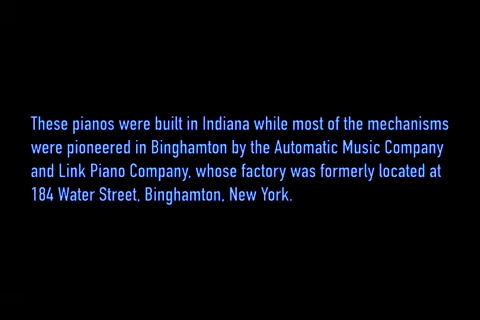 These pianos were built in Indiana while most of the mechanisms
were pioneered in Binghamton by the Automatic Music Company
and Link Piano Company, whose factory was formerly located at
184 Water Street, Binghamton, New York.